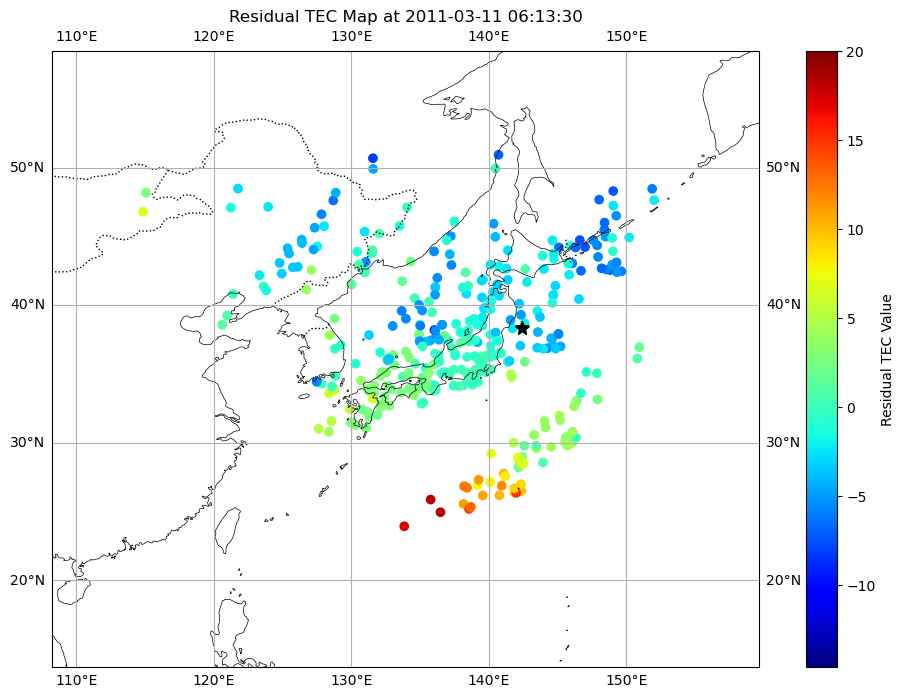 Residual TEC Map at 2011-03-11 06:13:30
110°E 120°E 130°E 140°E 150°E
20
15
10
5
0
−5
−10
Residual TEC Value
50°N 50°N
40°N 40°N
30°N 30°N
20°N 20°N
110°E 120°E 130°E 140°E 150°E